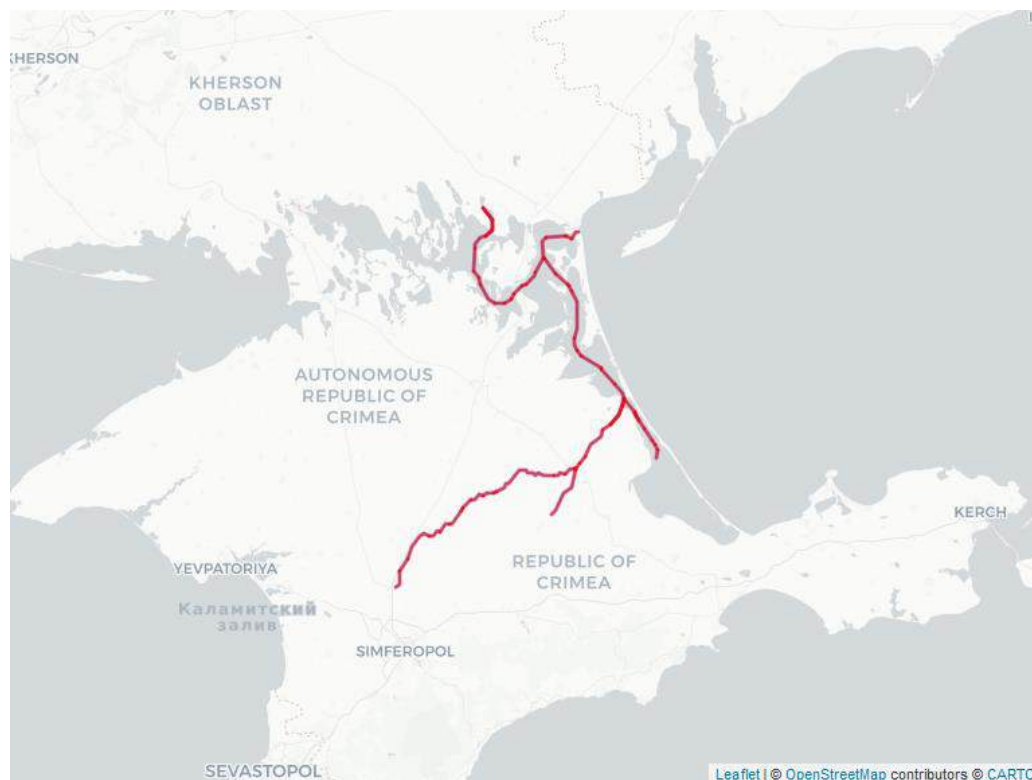 KHERSON
KHERSON
OBLAST
AUTONOMOUS
REPUBLIC OF
CRIMEA
KERCH
REPUBLIC OF
CRIMEA
YEVPATORIYA
Каламитский
залив
SIMFEROPOL
SEVASTOPOL
Leaflet | © OpenStreetMap contributors © CARTO